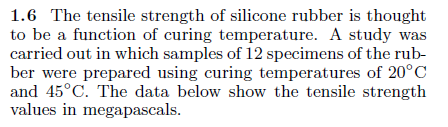 1.6 The tensile strength of silicone rubber is thought
to be a function of curing temperature. A study was
carried out in which samples of 12 specimens of the rub-
ber were prepared using curing temperatures of 20°C
and 45°C. The data below show the tensile strength
values in megapascals.